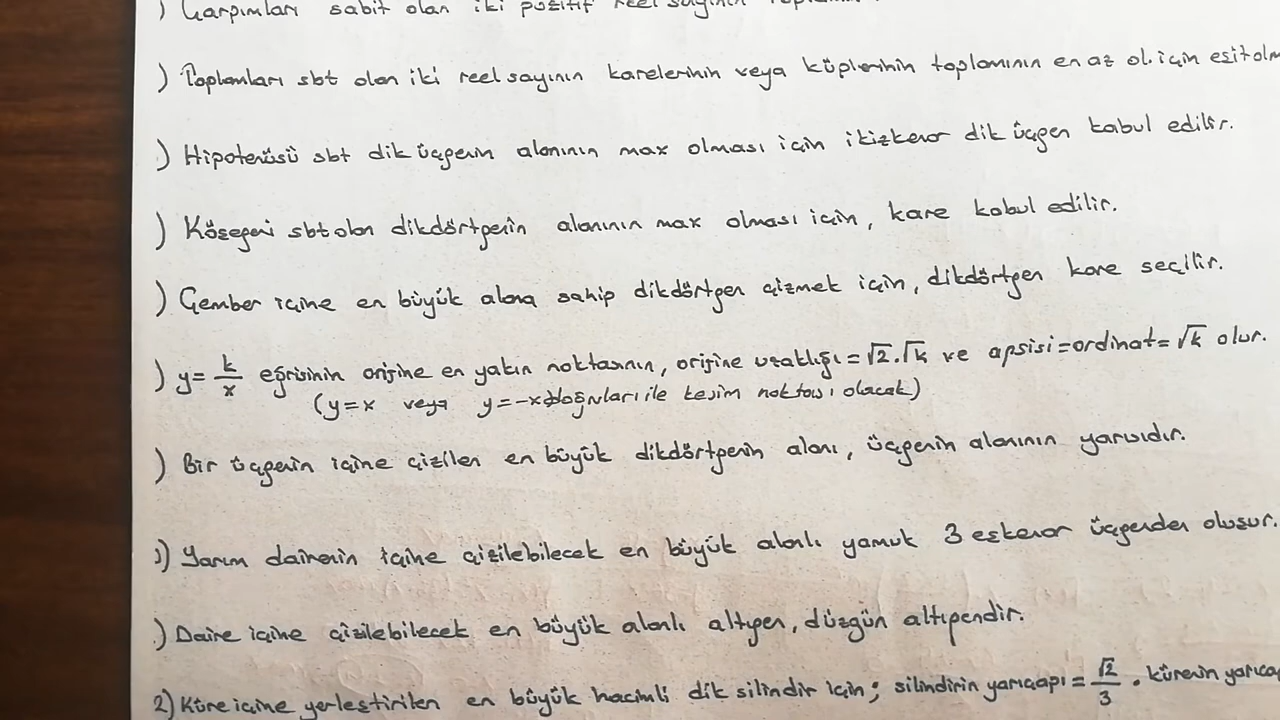 ) Çarpımları sabit olan iki pozitif reel sayının
) Toplamları sbt olan iki reel sayının karelerinin veya küplerinin toplamının en az ol. için eşit olm
) Hipotenüsü sbt dik üçgenin alanının max olması için ikizkenar dik üçgen kabul edilir.
) Köşegeni sbt olan dikdörtgenin alanının max olması için, kare kabul edilir.
) Çember içine en büyük alana sahip dikdörtgen çizmek için, dikdörtgen kare seçilir.
) y = k/x eğrisinin orijine en yakın noktasının, orijine uzaklığı = √2.√k ve apsisi = ordinat = √k olur.
(y=x veya y=-x doğruları ile kesim noktası olacak)
) Bir üçgenin içine çizilen en büyük dikdörtgenin alanı, üçgenin alanının yarısıdır.
) Yarım dairenin içine çizilebilecek en büyük alanlı yamuk 3 eşkenar üçgenden oluşur.
) Daire içine çizilebilecek en büyük alanlı altıgen, düzgün altıgendir.
2) Küre içine yerleştirilen en büyük hacimli dik silindir için; silindirin yarıçapı = √2/3 . kürenin yarıçap